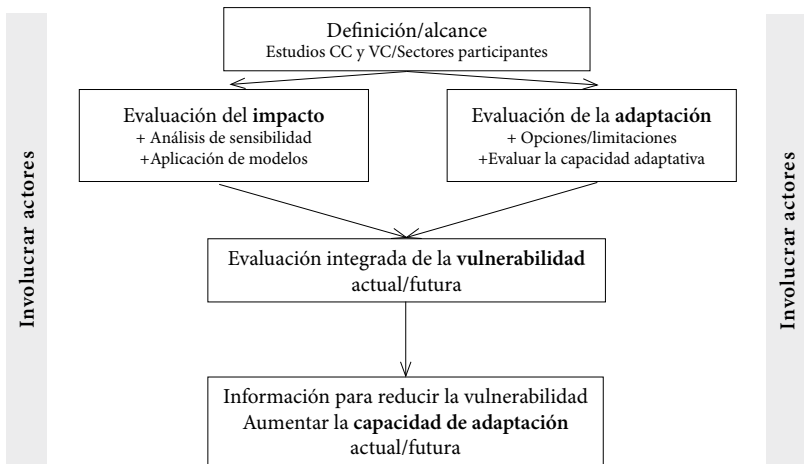 Definición/alcance
Estudios CC y VC/Sectores participantes
Evaluación del impacto
+ Análisis de sensibilidad
+Aplicación de modelos
Evaluación de la adaptación
+ Opciones/limitaciones
+Evaluar la capacidad adaptativa
Involucrar actores
Involucrar actores
Evaluación integrada de la vulnerabilidad
actual/futura
Información para reducir la vulnerabilidad
Aumentar la capacidad de adaptación
actual/futura